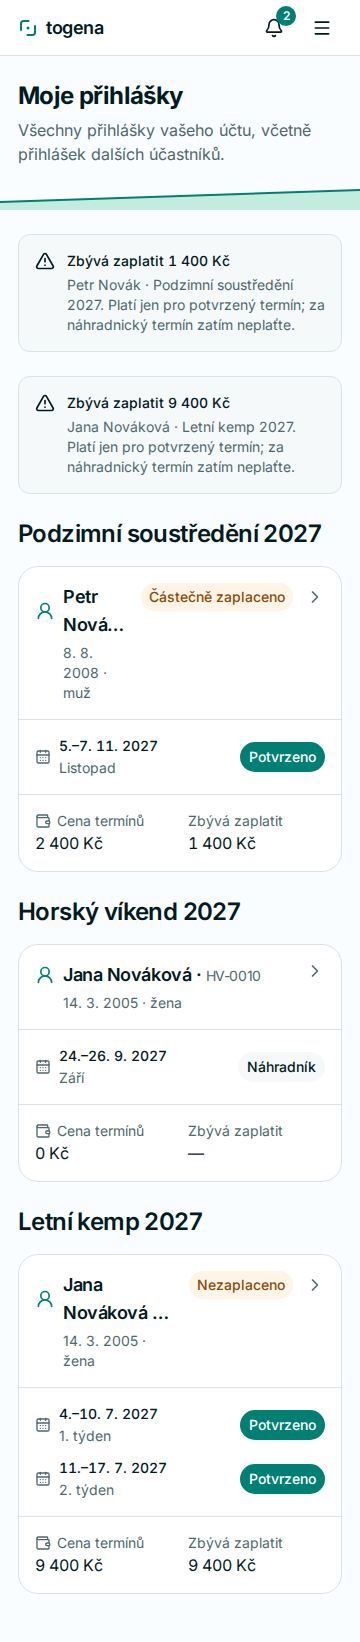 togena
2
Moje přihlášky
Všechny přihlášky vašeho účtu, včetně
přihlášek dalších účastníků.
Zbývá zaplatit 1 400 Kč
Petr Novák · Podzimní soustředění
2027. Platí jen pro potvrzený termín; za
náhradnický termín zatím neplaťte.
Zbývá zaplatit 9 400 Kč
Jana Nováková · Letní kemp 2027.
Platí jen pro potvrzený termín; za
náhradnický termín zatím neplaťte.
Podzimní soustředění 2027
Petr
Nová...
Částečně zaplaceno
8. 8.
2008 ·
muž
5.–7. 11. 2027
Listopad
Potvrzeno
Cena termínů
2 400 Kč
Zbývá zaplatit
1 400 Kč
Horský víkend 2027
Jana Nováková · HV-0010
14. 3. 2005 · žena
24.–26. 9. 2027
Září
Náhradník
Cena termínů
0 Kč
Zbývá zaplatit
—
Letní kemp 2027
Jana
Nováková ...
Nezaplaceno
14. 3. 2005 ·
žena
4.–10. 7. 2027
1. týden
Potvrzeno
11.–17. 7. 2027
2. týden
Potvrzeno
Cena termínů
9 400 Kč
Zbývá zaplatit
9 400 Kč